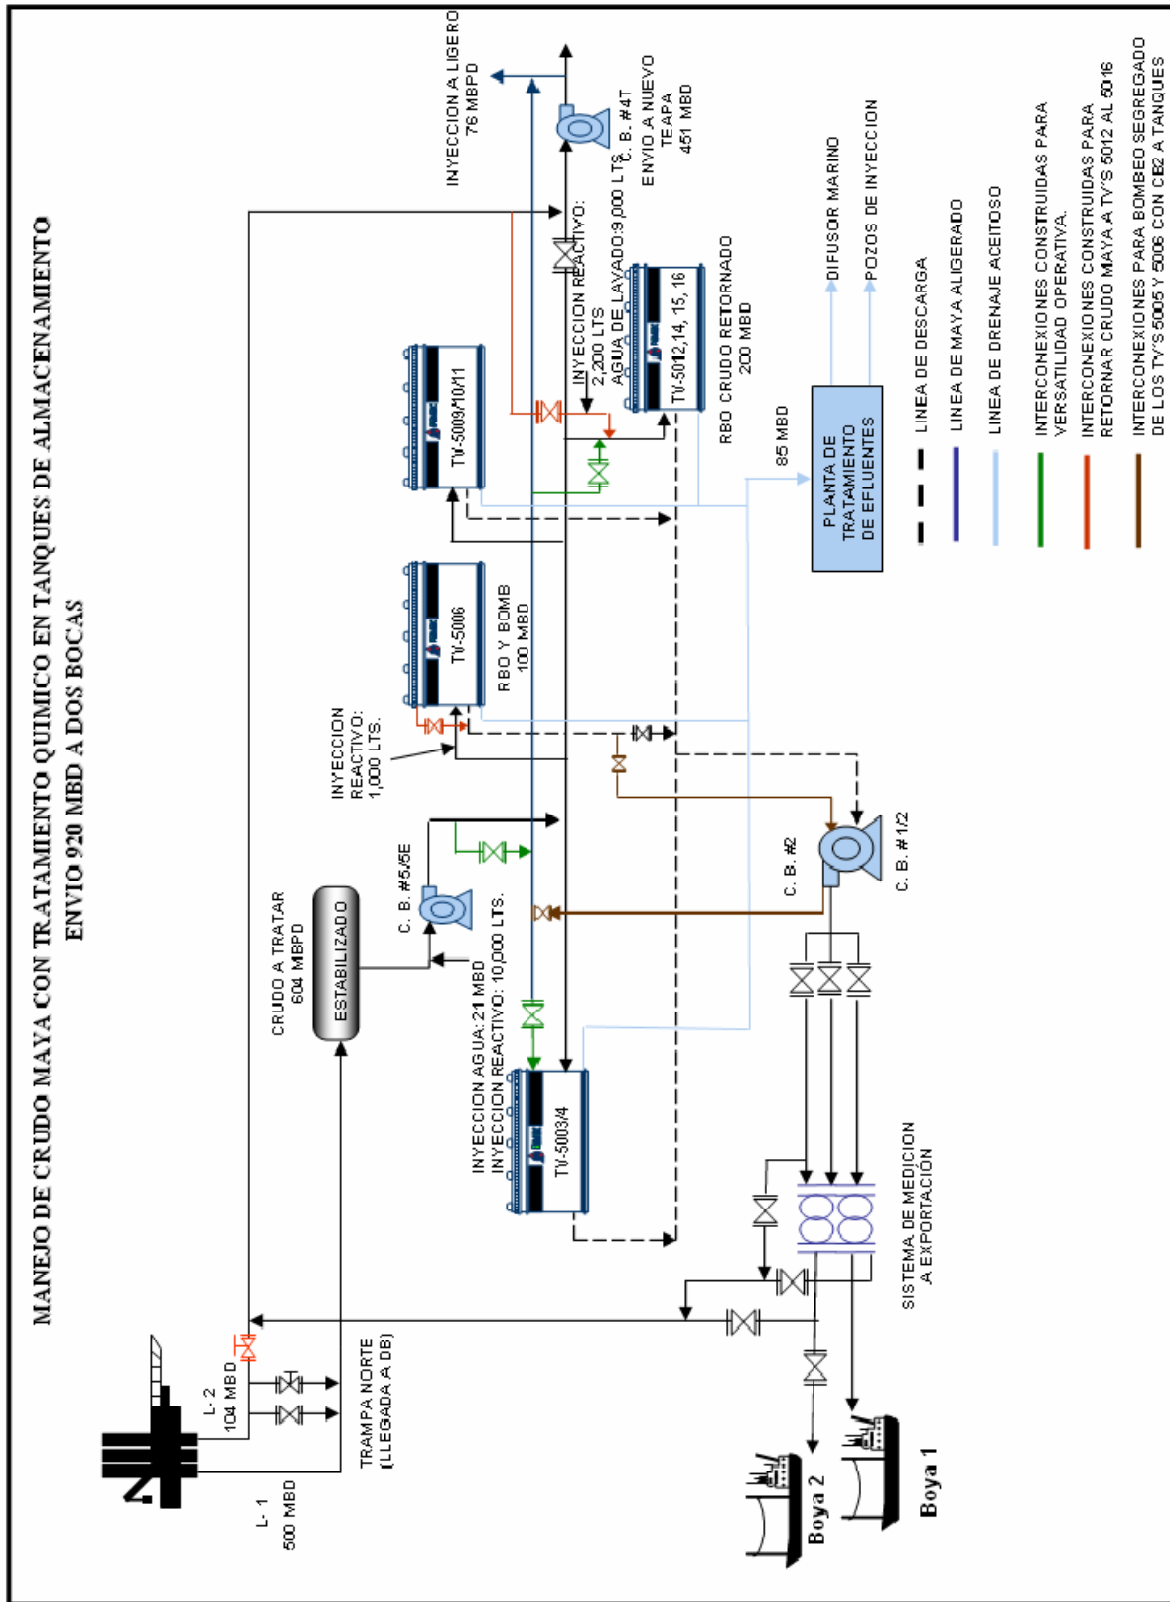 MANEJO DE CRUDO MAYA CON TRATAMIENTO QUIMICO EN TANQUES DE ALMACENAMIENTO
ENVIO 920 MBD A DOS BOCAS
L- 1
500 MBD
L- 2
104 MBD
TRAMPA NORTE
(LLEGADA A DB)
CRUDO A TRATAR
604 MBPD
ESTABILIZADO
C. B. #5/5E
INYECCION AGUA: 21 MBD
INYECCION REACTIVO: 10,000 LTS.
TV-5003/4
INYECCION
REACTIVO:
1,000 LTS.
TV-5006
RBO Y BOMB
100 MBD
TV-5009/10/11
INYECCION A LIGERO
76 MBPD
C. B. #4T
ENVIO A NUEVO
TEAPA
451 MBD
INYECCION REACTIVO:
2,200 LTS
AGUA DE LAVADO:9,000 LTS
TV-5012,14, 15, 16
RBO CRUDO RETORNADO
200 MBD
85 MBD
PLANTA DE
TRATAMIENTO
DE EFLUENTES
DIFUSOR MARINO
POZOS DE INYECCION
C. B. #2
C. B. #1/2
SISTEMA DE MEDICION
A EXPORTACIÓN
Boya 2
Boya 1
LINEA DE DESCARGA
LINEA DE MAYA ALIGERADO
LINEA DE DRENAJE ACEITOSO
INTERCONEXIONES CONSTRUIDAS PARA
VERSATILIDAD OPERATIVA.
INTERCONEXIONES CONSTRUIDAS PARA
RETORNAR CRUDO MAYA A TV'S 5012 AL 5016
INTERCONEXIONES PARA BOMBEO SEGREGADO
DE LOS TV'S 5005 Y 5006 CON CB2 A TANQUES